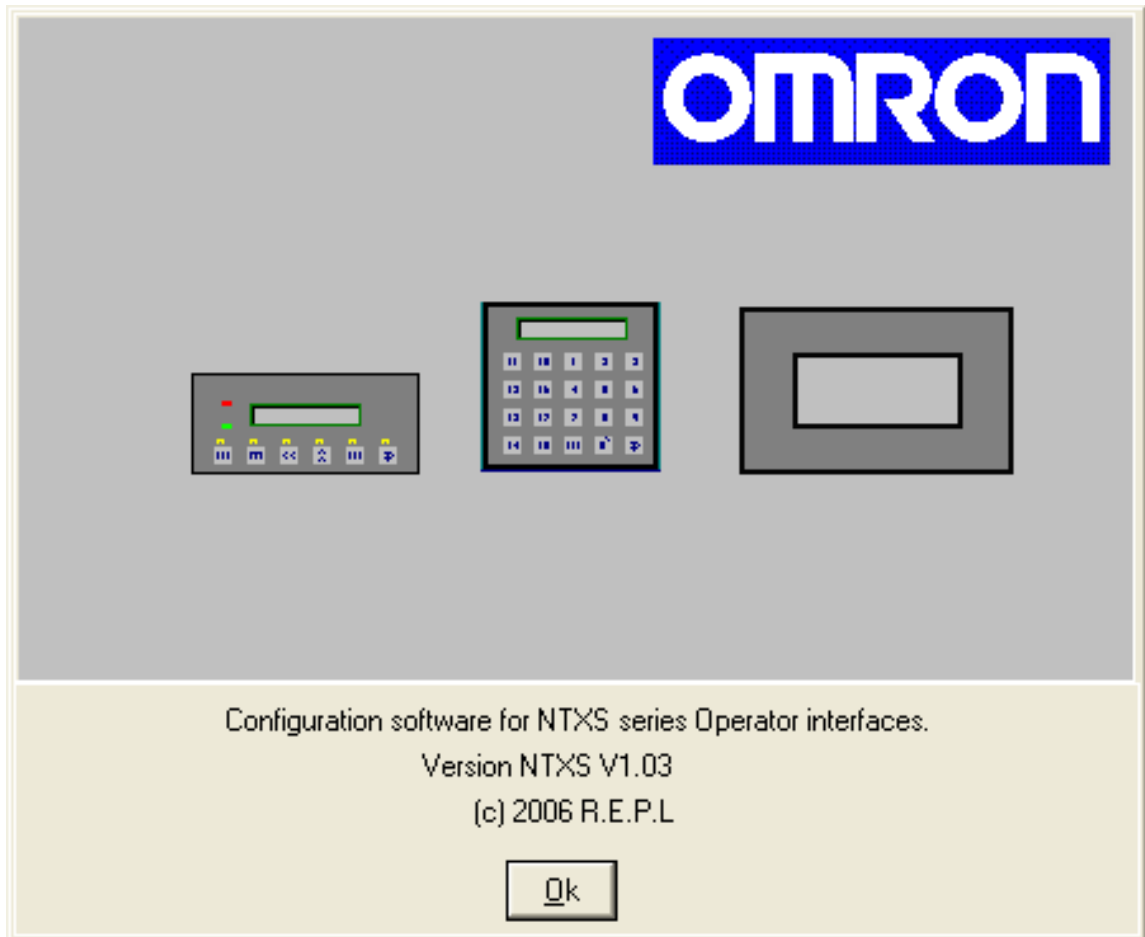 OMRON
Configuration software for NTXS series Operator interfaces.
Version NTXS V1.03
(c) 2006 R.E.P.L
Ok